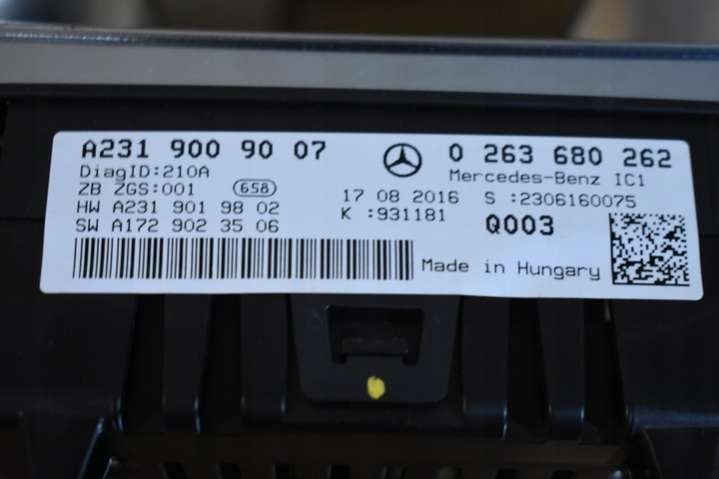 A231 900 90 07 0 263 680 262
DiagID:210A Mercedes-Benz IC1
ZB ZGS:001 658 17 08 2016 S :2306160075
HW A231 901 98 02 K :931181 Q003
SW A172 902 35 06
Made in Hungary